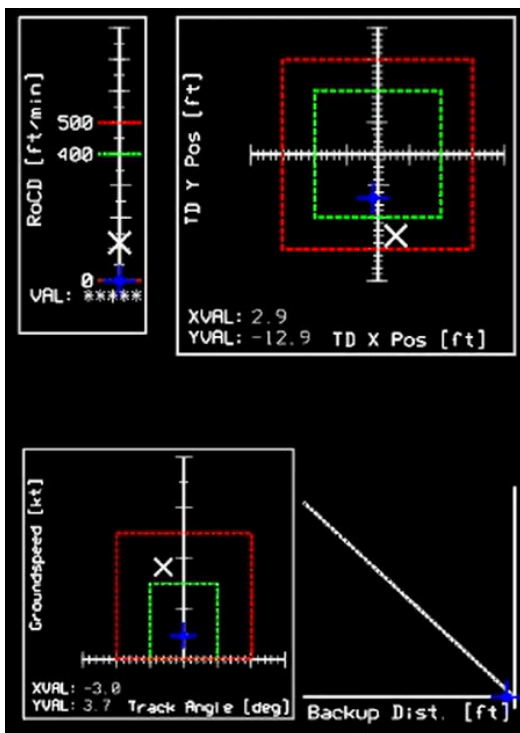 RoCD [ft/min]
500
400
0
VAL: *****
TD Y Pos [ft]
XVAL: 2.9
YVAL: -12.9
TD X Pos [ft]
Groundspeed [kt]
XVAL: -3.0
YVAL: 3.7
Track Angle [deg]
Backup Dist. [ft]